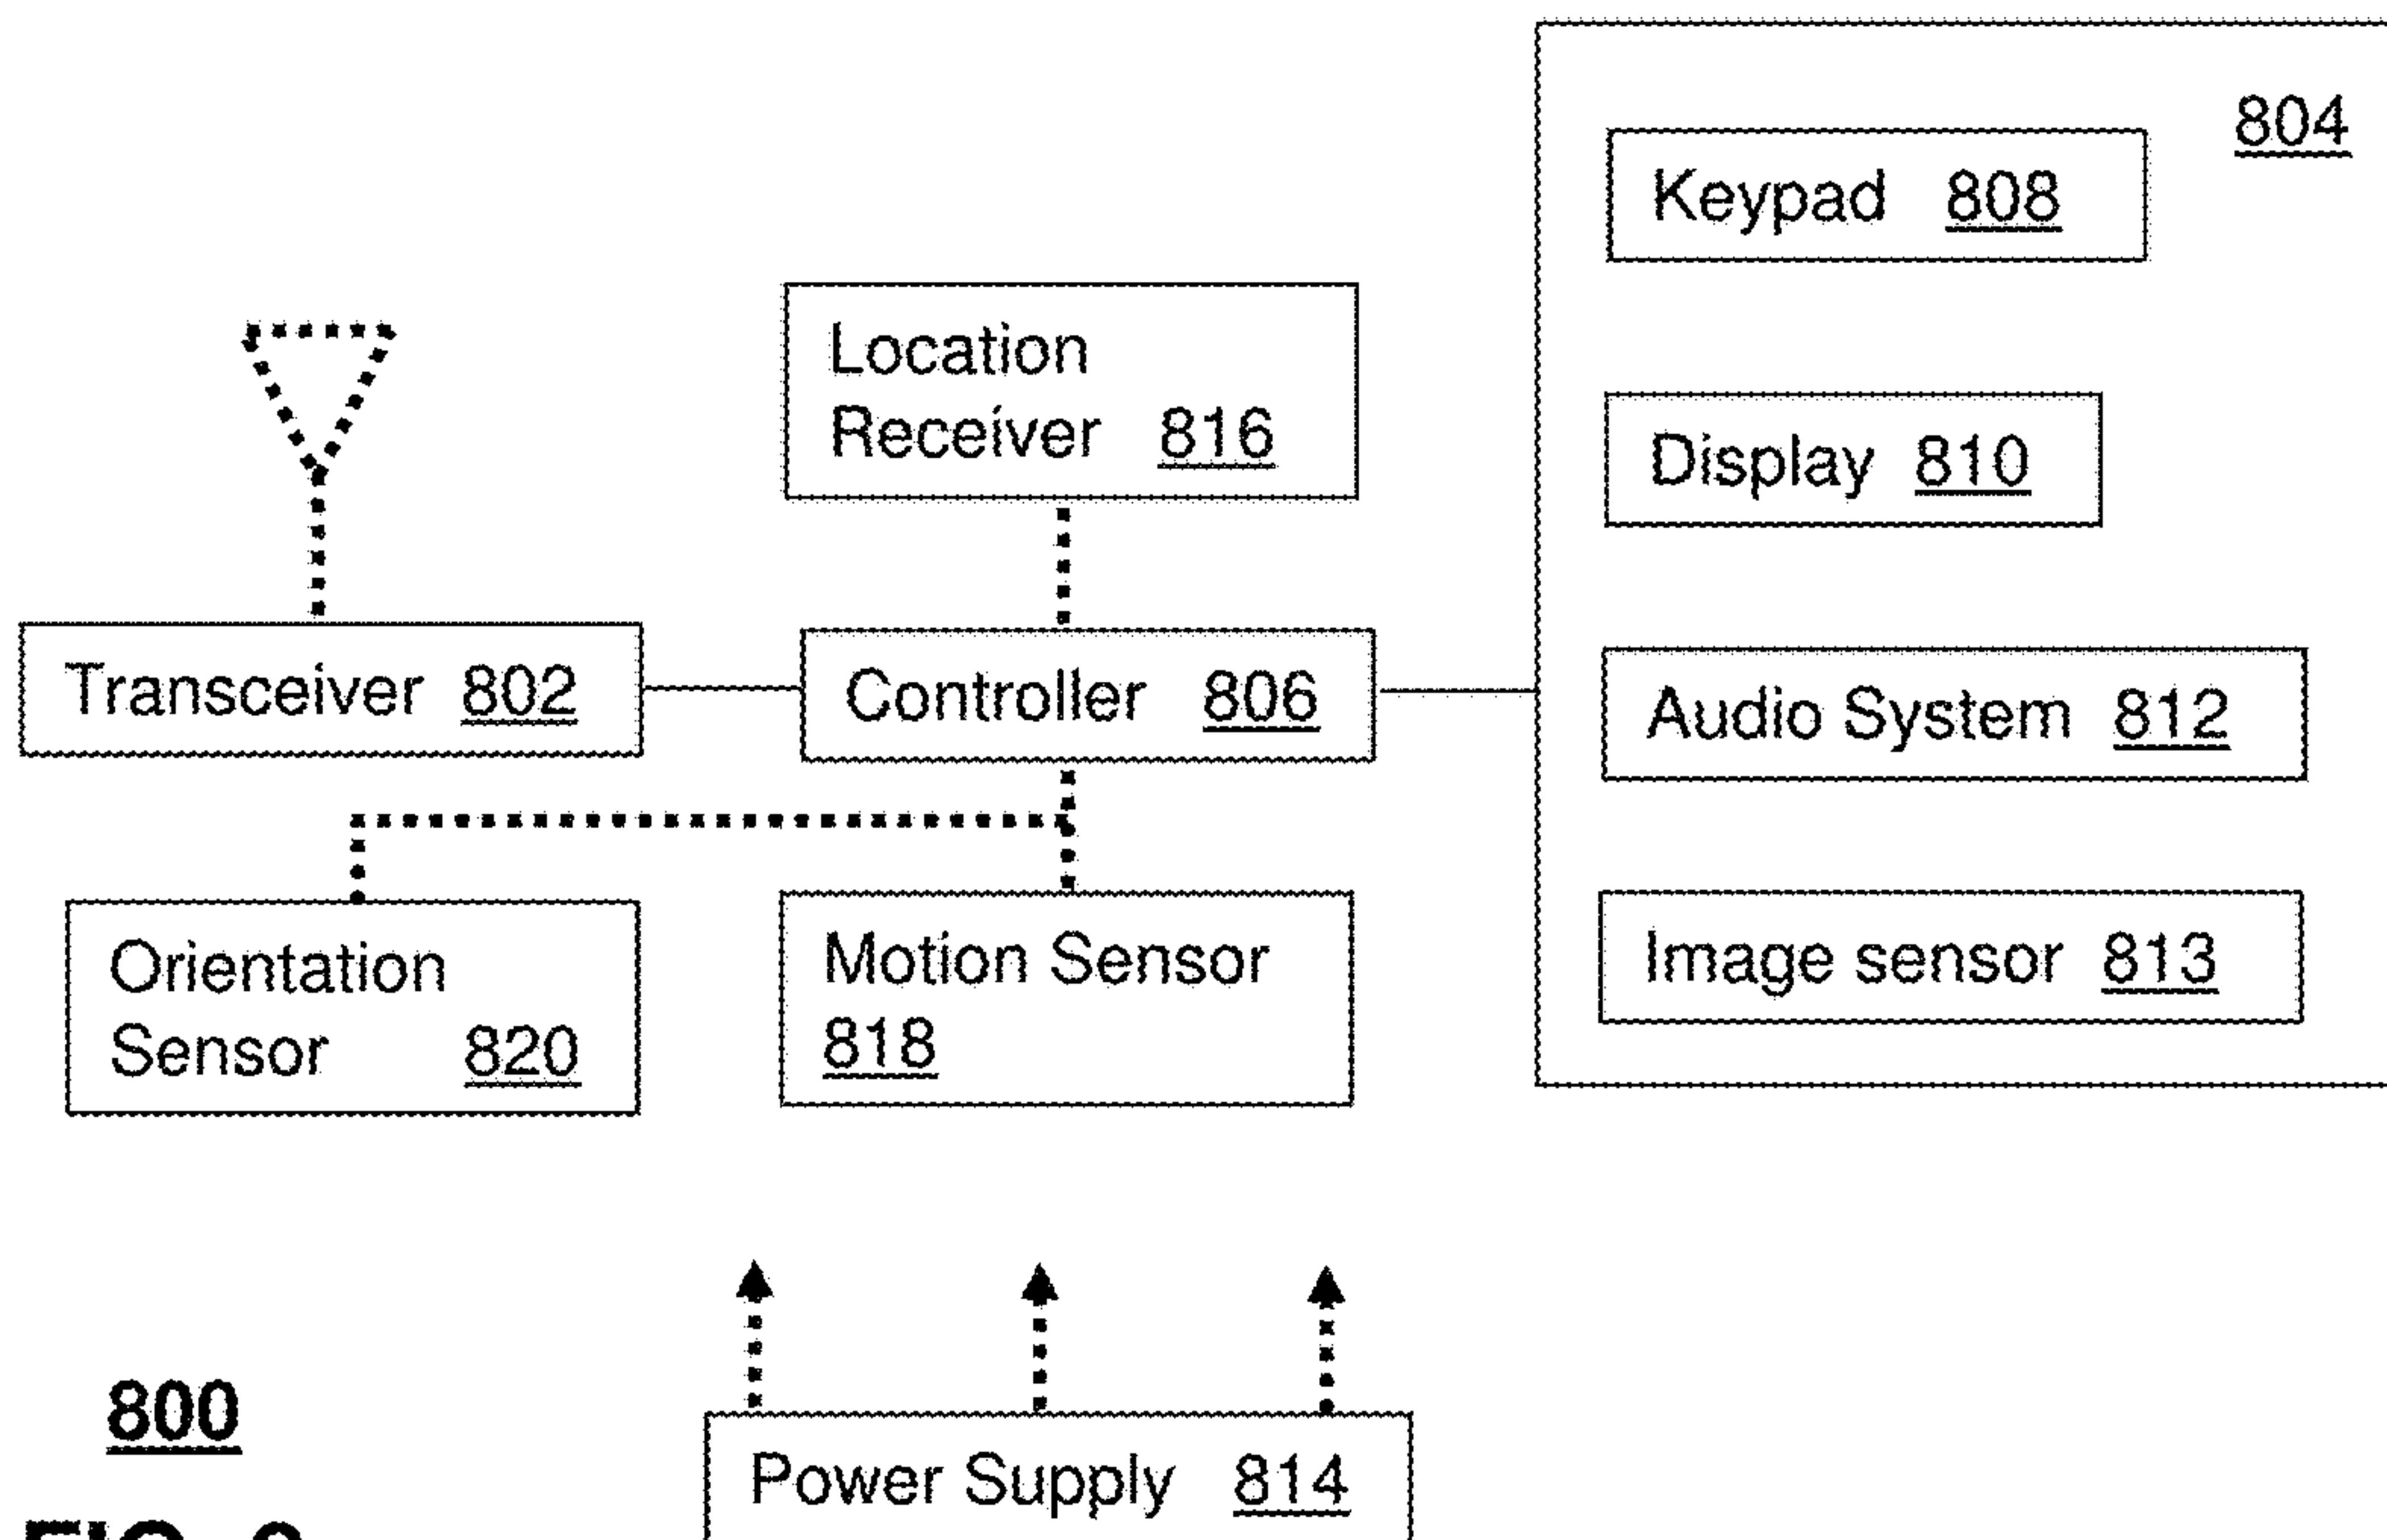 804
Keypad 808
Location
Receiver 816
Display 810
Transceiver 802
Controller 806
Audio System 812
Orientation
Sensor 820
Motion Sensor
818
Image sensor 813
800
Power Supply 814